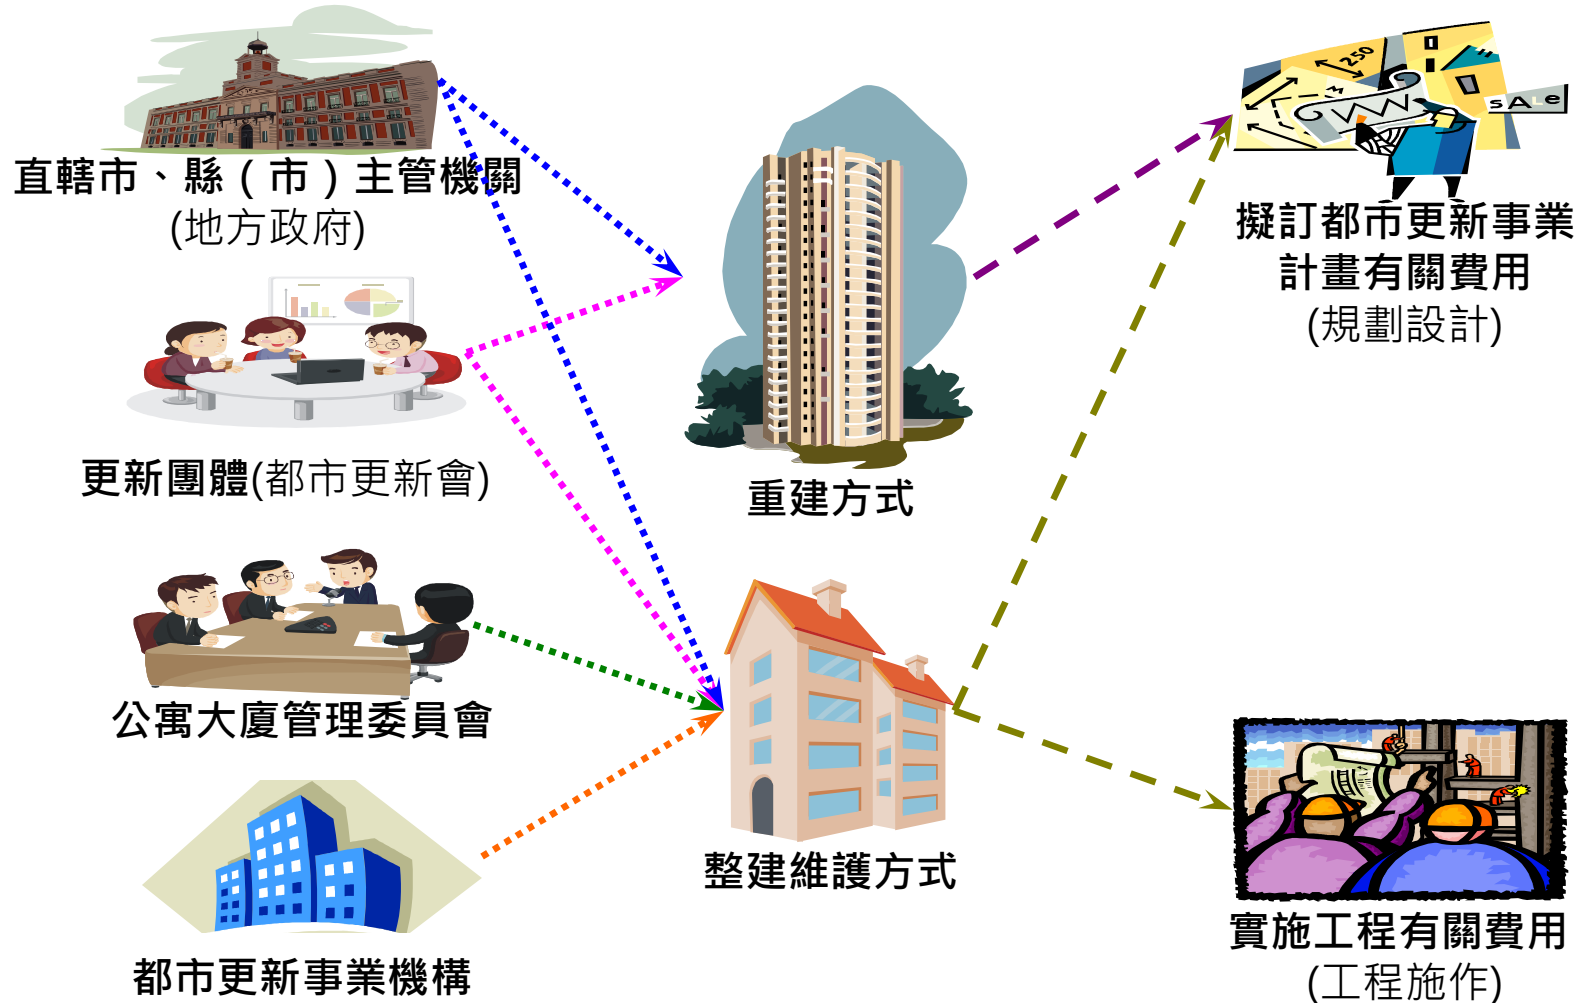 直轄市、縣（市）主管機關
(地方政府)
更新團體(都市更新會)
公寓大廈管理委員會
都市更新事業機構
重建方式
整建維護方式
250
SALe
擬訂都市更新事業
計畫有關費用
(規劃設計)
實施工程有關費用
(工程施作)